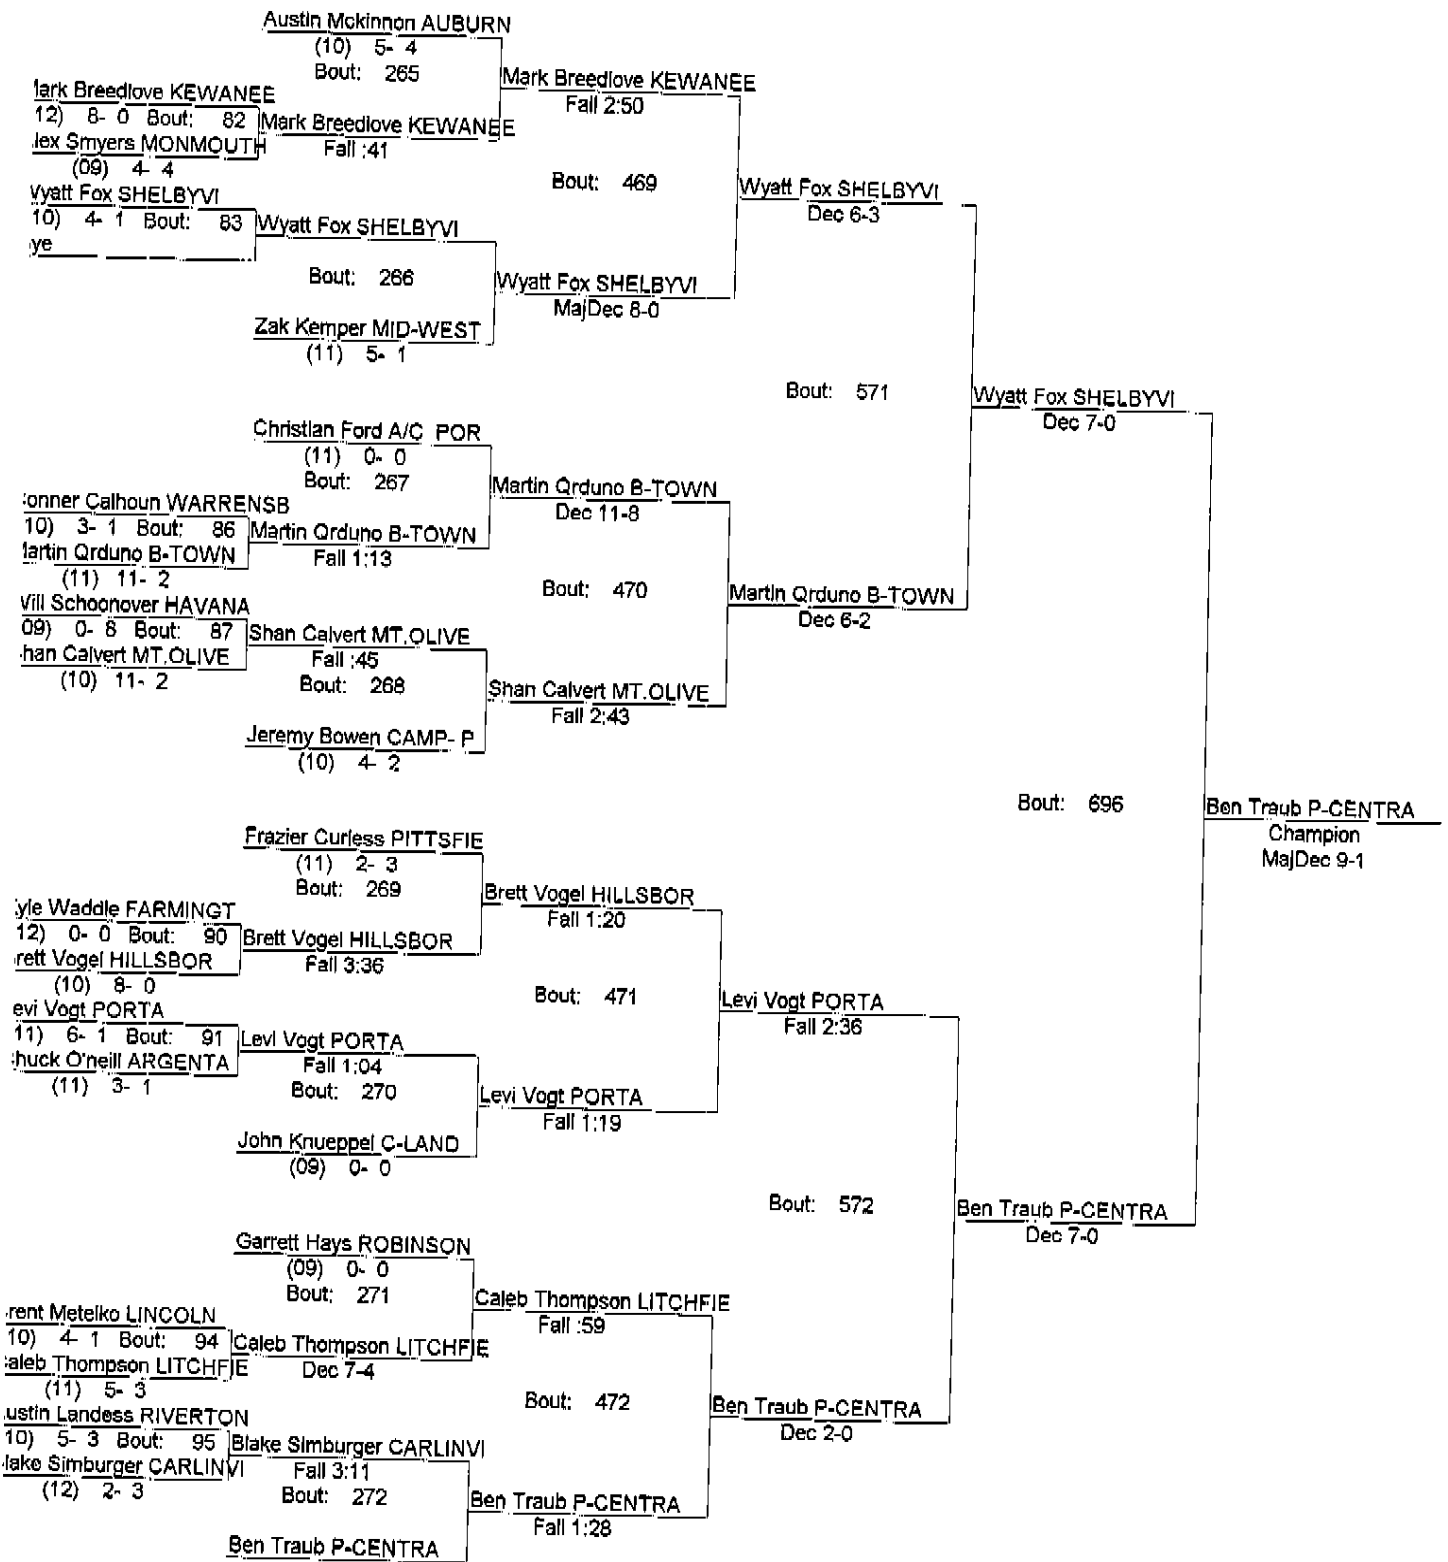 Austin Mckinnon AUBURN
(10) 5- 4
Bout: 265
Mark Breedlove KEWANEE
Fall 2:50
lark Breedlove KEWANEE
12) 8- 0 Bout: 82
Mark Breedlove KEWANEE
Fall :41
lex Smyers MONMOUTH
(09) 4- 4
Bout: 469
Wyatt Fox SHELBYVI
Dec 6-3
Vyatt Fox SHELBYVI
10) 4- 1 Bout: 83
Wyatt Fox SHELBYVI
ye
Bout: 266
Wyatt Fox SHELBYVI
MajDec 8-0
Zak Kemper MID-WEST
(11) 5- 1
Bout: 571
Wyatt Fox SHELBYVI
Dec 7-0
Christian Ford A/C POR
(11) 0- 0
Bout: 267
Martin Qrduno B-TOWN
Dec 11-8
onner Calhoun WARRENSB
10) 3- 1 Bout: 86
Martin Qrduno B-TOWN
Fall 1:13
lartin Qrduno B-TOWN
(11) 11- 2
Bout: 470
Martin Qrduno B-TOWN
Dec 6-2
Vill Schoonover HAVANA
09) 0- 8 Bout: 87
Shan Calvert MT.OLIVE
Fall :45
han Calvert MT.OLIVE
(10) 11- 2
Bout: 268
Shan Calvert MT.OLIVE
Fall 2:43
Jeremy Bowen CAMP- P
(10) 4- 2
Bout: 696
Ben Traub P-CENTRA
Champion
MajDec 9-1
Frazier Curless PITTSFIE
(11) 2- 3
Bout: 269
Brett Vogel HILLSBOR
Fall 1:20
yle Waddle FARMINGT
12) 0- 0 Bout: 90
Brett Vogel HILLSBOR
Fall 3:36
rett Vogel HILLSBOR
(10) 8- 0
Bout: 471
Levi Vogt PORTA
Fall 2:36
evi Vogt PORTA
11) 6- 1 Bout: 91
Levi Vogt PORTA
Fall 1:04
huck O'neill ARGENTA
(11) 3- 1
Bout: 270
Levi Vogt PORTA
Fall 1:19
John Knueppel C-LAND
(09) 0- 0
Bout: 572
Ben Traub P-CENTRA
Dec 7-0
Garrett Hays ROBINSON
(09) 0- 0
Bout: 271
Caleb Thompson LITCHFIE
Fall :59
rent Metelko LINCOLN
10) 4- 1 Bout: 94
Caleb Thompson LITCHFIE
Dec 7-4
aleb Thompson LITCHFIE
(11) 5- 3
Bout: 472
Ben Traub P-CENTRA
Dec 2-0
ustin Landess RIVERTON
10) 5- 3 Bout: 95
Blake Simburger CARLINVI
Fall 3:11
lake Simburger CARLINVI
(12) 2- 3
Bout: 272
Ben Traub P-CENTRA
Fall 1:28
Ben Traub P-CENTRA